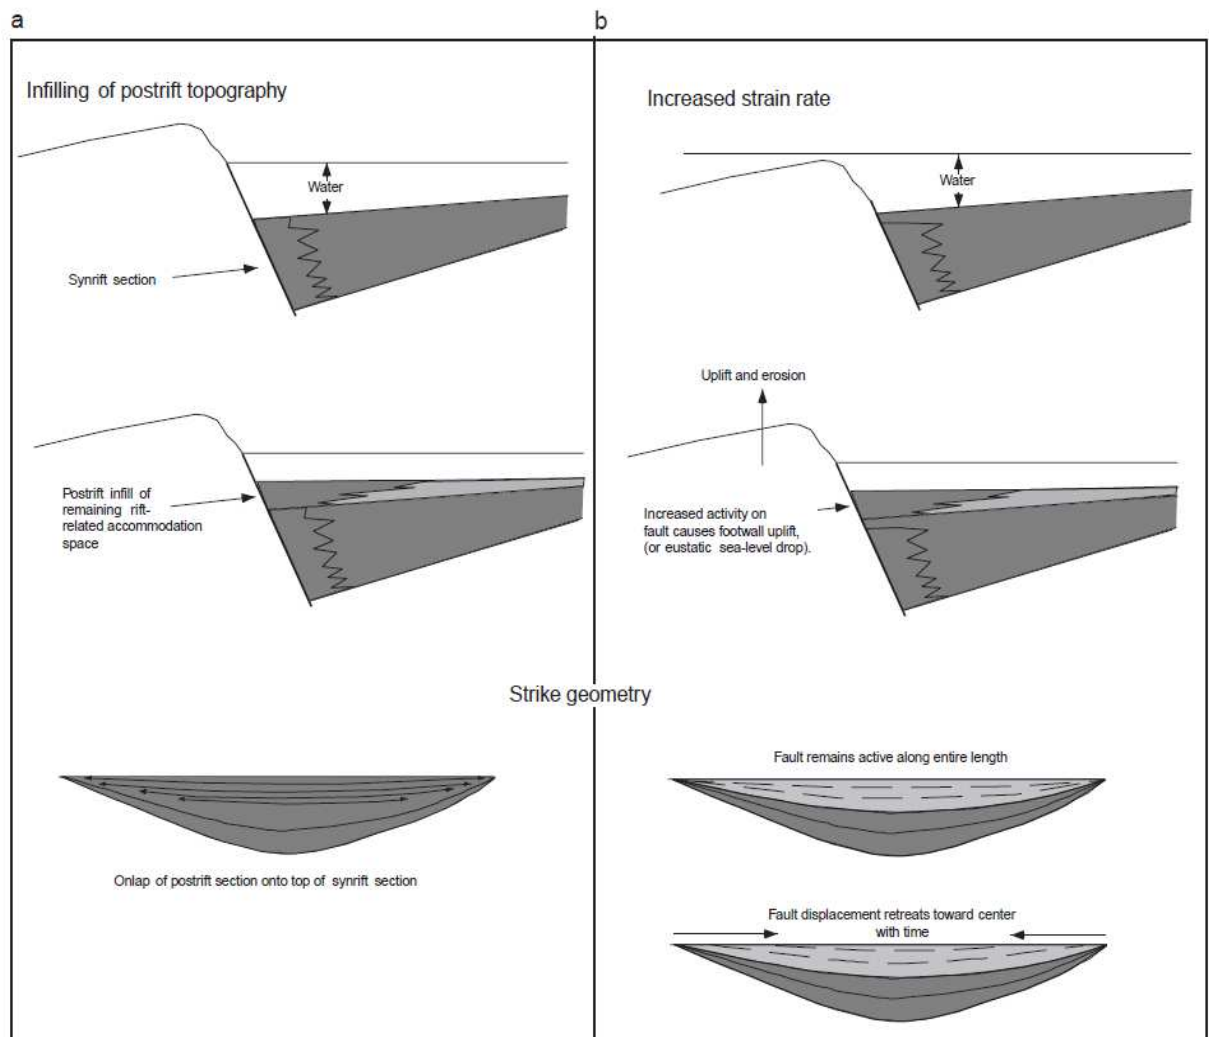 a
b
Infilling of postrift topography
Water
Synrift section
Postrift infill of
remaining rift-
related accommodation
space
Increased strain rate
Water
Uplift and erosion
Increased activity on
fault causes footwall uplift,
(or eustatic sea-level drop).
Strike geometry
Onlap of postrift section onto top of synrift section
Fault remains active along entire length
Fault displacement retreats toward center
with time